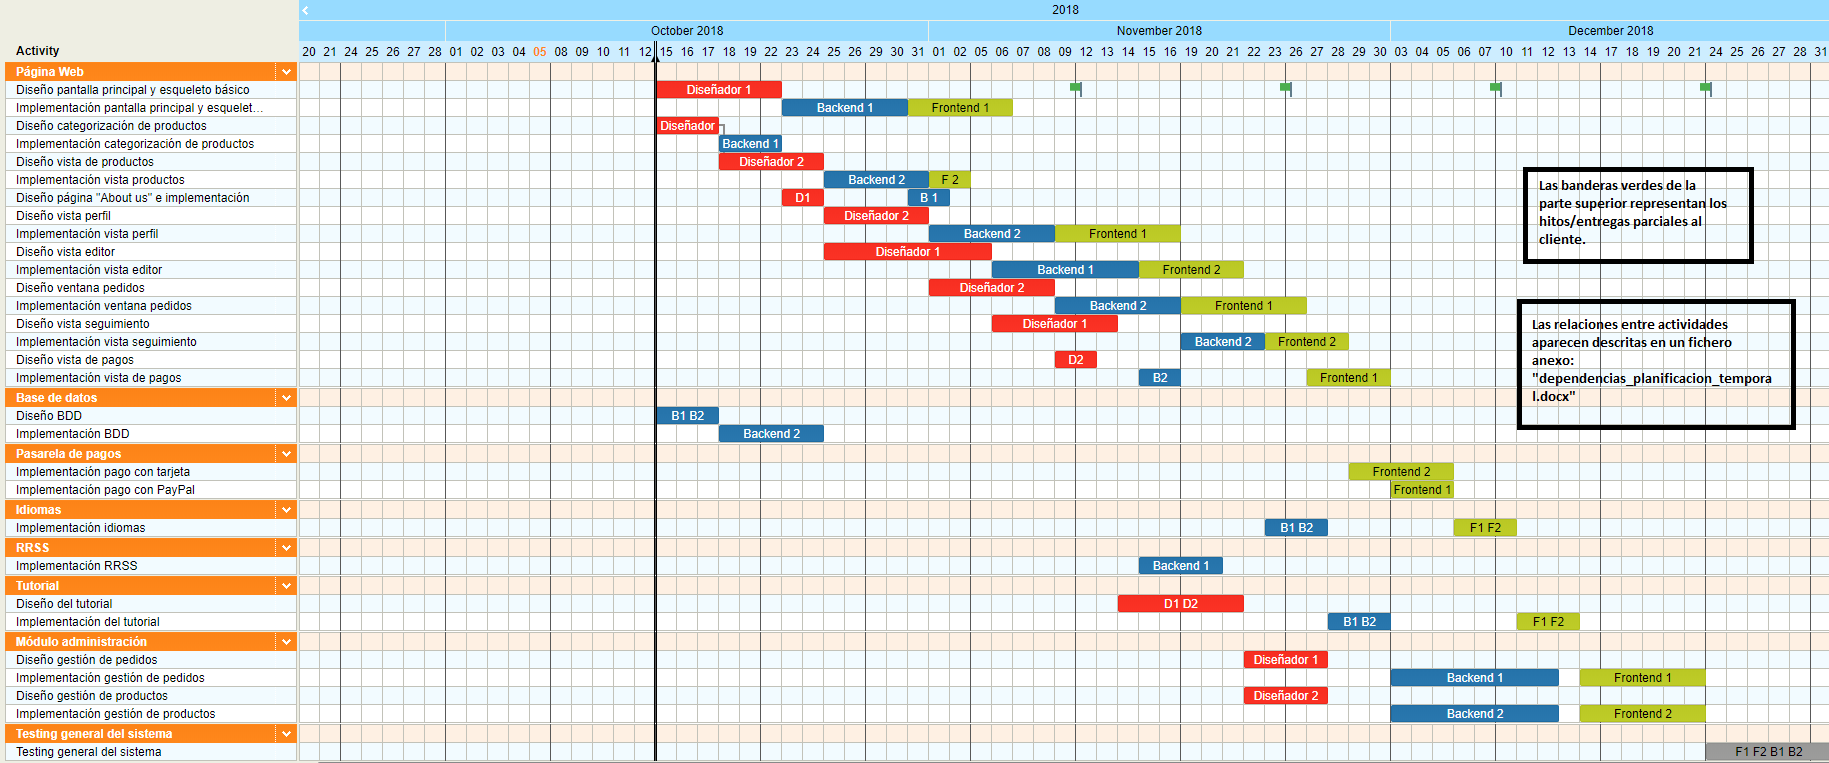 2018
October 2018 November 2018 December 2018
Activity 20 21 24 25 26 27 28 01 02 03 04 05 08 09 10 11 12 15 16 17 18 19 22 23 24 25 26 29 30 31 01 02 05 06 07 08 09 12 13 14 15 16 19 20 21 22 23 26 27 28 29 30 03 04 05 06 07 10 11 12 13 14 17 18 19 20 21 24 26 27 28 31
Página Web
Diseño pantalla principal y esqueleto básico Diseñador 1
Implementación pantalla principal y esquelet… Backend 1 Frontend 1
Diseño categorización de productos Diseñador
Implementación categorización de productos Backend 1
Diseño vista de productos Diseñador 2
Implementación vista productos Backend 2 F 2
Diseño página "About us" e implementación D1 B 1
Diseño vista perfil Diseñador 2
Implementación vista perfil Backend 2 Frontend 1
Diseño vista editor Diseñador 1
Implementación vista editor Backend 1 Frontend 2
Diseño ventana pedidos Diseñador 2
Implementación ventana pedidos Backend 2 Frontend 1
Diseño vista seguimiento Diseñador 1
Implementación vista seguimiento Backend 2 Frontend 2
Diseño vista de pagos D2
Implementación vista de pagos B2 Frontend 1
Base de datos
Diseño BDD B1 B2
Implementación BDD Backend 2
Pasarela de pagos
Implementación pago con tarjeta Frontend 2
Implementación pago con PayPal Frontend 1
Idiomas
Implementación idiomas B1 B2 F1 F2
RRSS
Implementación RRSS Backend 1
Tutorial
Diseño del tutorial D1 D2
Implementación del tutorial B1 B2 F1 F2
Módulo administración
Diseño gestión de pedidos Diseñador 1
Implementación gestión de pedidos Backend 1 Frontend 1
Diseño gestión de productos Diseñador 2
Implementación gestión de productos Backend 2 Frontend 2
Testing general del sistema
Testing general del sistema F1 F2 B1 B2
Las banderas verdes de la
parte superior representan los
hitos/entregas parciales al
cliente.
Las relaciones entre actividades
aparecen descritas en un fichero
anexo:
"dependencias_planificacion_tempora
l.docx"